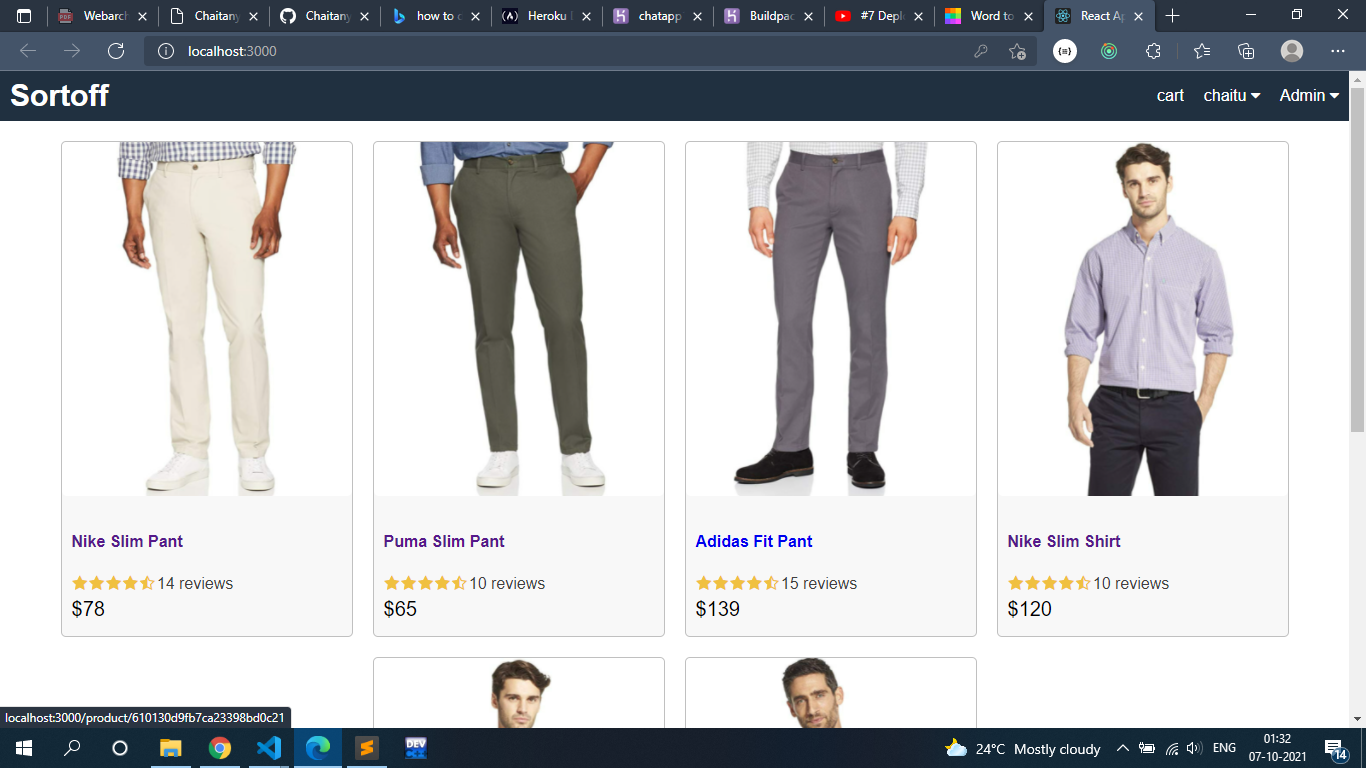 Webarch
Chaitany
Chaitany
how to c
Heroku
chatapp
Buildpac
#7 Deplo
Word to
React Ap
localhost:3000
Sortoff
cart chaitu Admin
Nike Slim Pant
14 reviews
$78
Puma Slim Pant
10 reviews
$65
Adidas Fit Pant
15 reviews
$139
Nike Slim Shirt
10 reviews
$120
localhost:3000/product/610130d9fb7ca23398bd0c21
DEV
24°C Mostly cloudy
ENG
01:32
07-10-2021
14